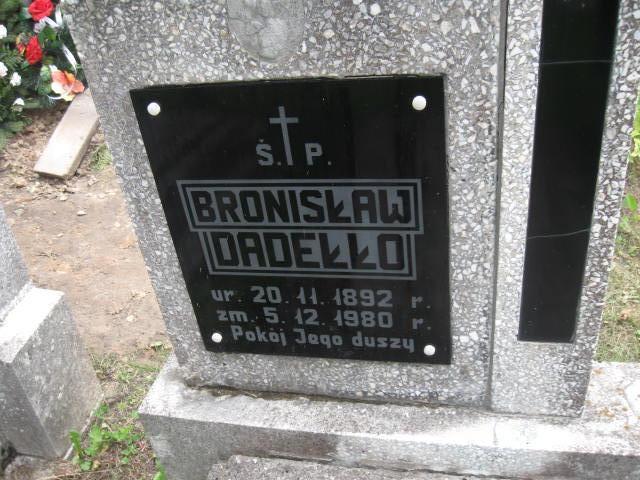 Ś. P.
BRONISŁAW
DADEŁŁO
ur. 20.11.1892 r.
zm. 5.12.1980 r.
Pokój Jego duszy